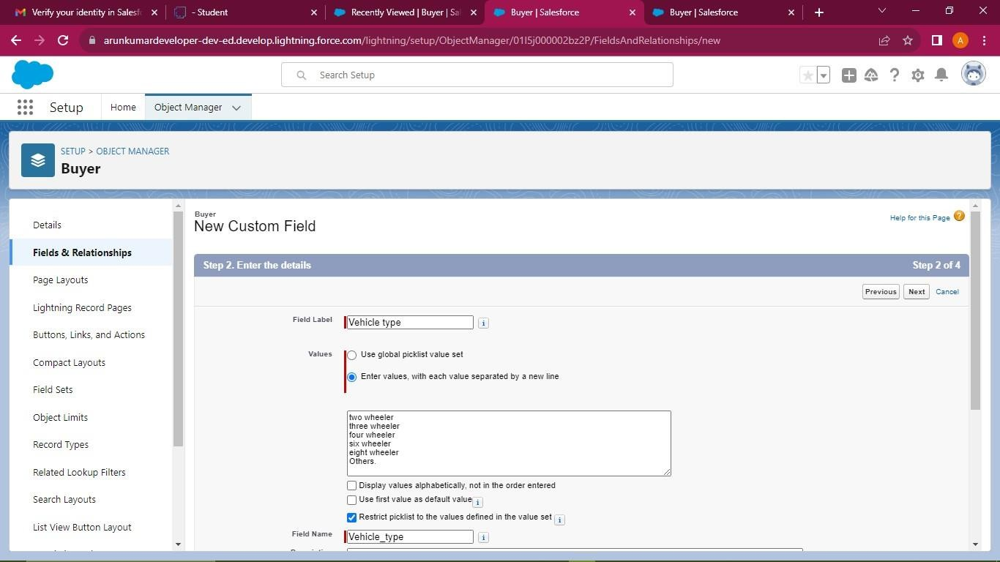 Verify your identity in Salesf
- Student
Recently Viewed | Buyer | Sal
Buyer | Salesforce
Buyer | Salesforce
arunkumardeveloper-dev-ed.develop.lightning.force.com/lightning/setup/ObjectManager/01I5j000002bz2P/FieldsAndRelationships/new
A
Search Setup
Setup
Home
Object Manager
SETUP > OBJECT MANAGER
Buyer
Details
Fields & Relationships
Page Layouts
Lightning Record Pages
Buttons, Links, and Actions
Compact Layouts
Field Sets
Object Limits
Record Types
Related Lookup Filters
Search Layouts
List View Button Layout
Buyer
New Custom Field
Help for this Page
Step 2. Enter the details
Step 2 of 4
Previous
Next
Cancel
Field Label
Vehicle type
Values
Use global picklist value set
Enter values, with each value separated by a new line
two wheeler
three wheeler
four wheeler
six wheeler
eight wheeler
Others.
Display values alphabetically, not in the order entered
Use first value as default value
Restrict picklist to the values defined in the value set
Field Name
Vehicle_type